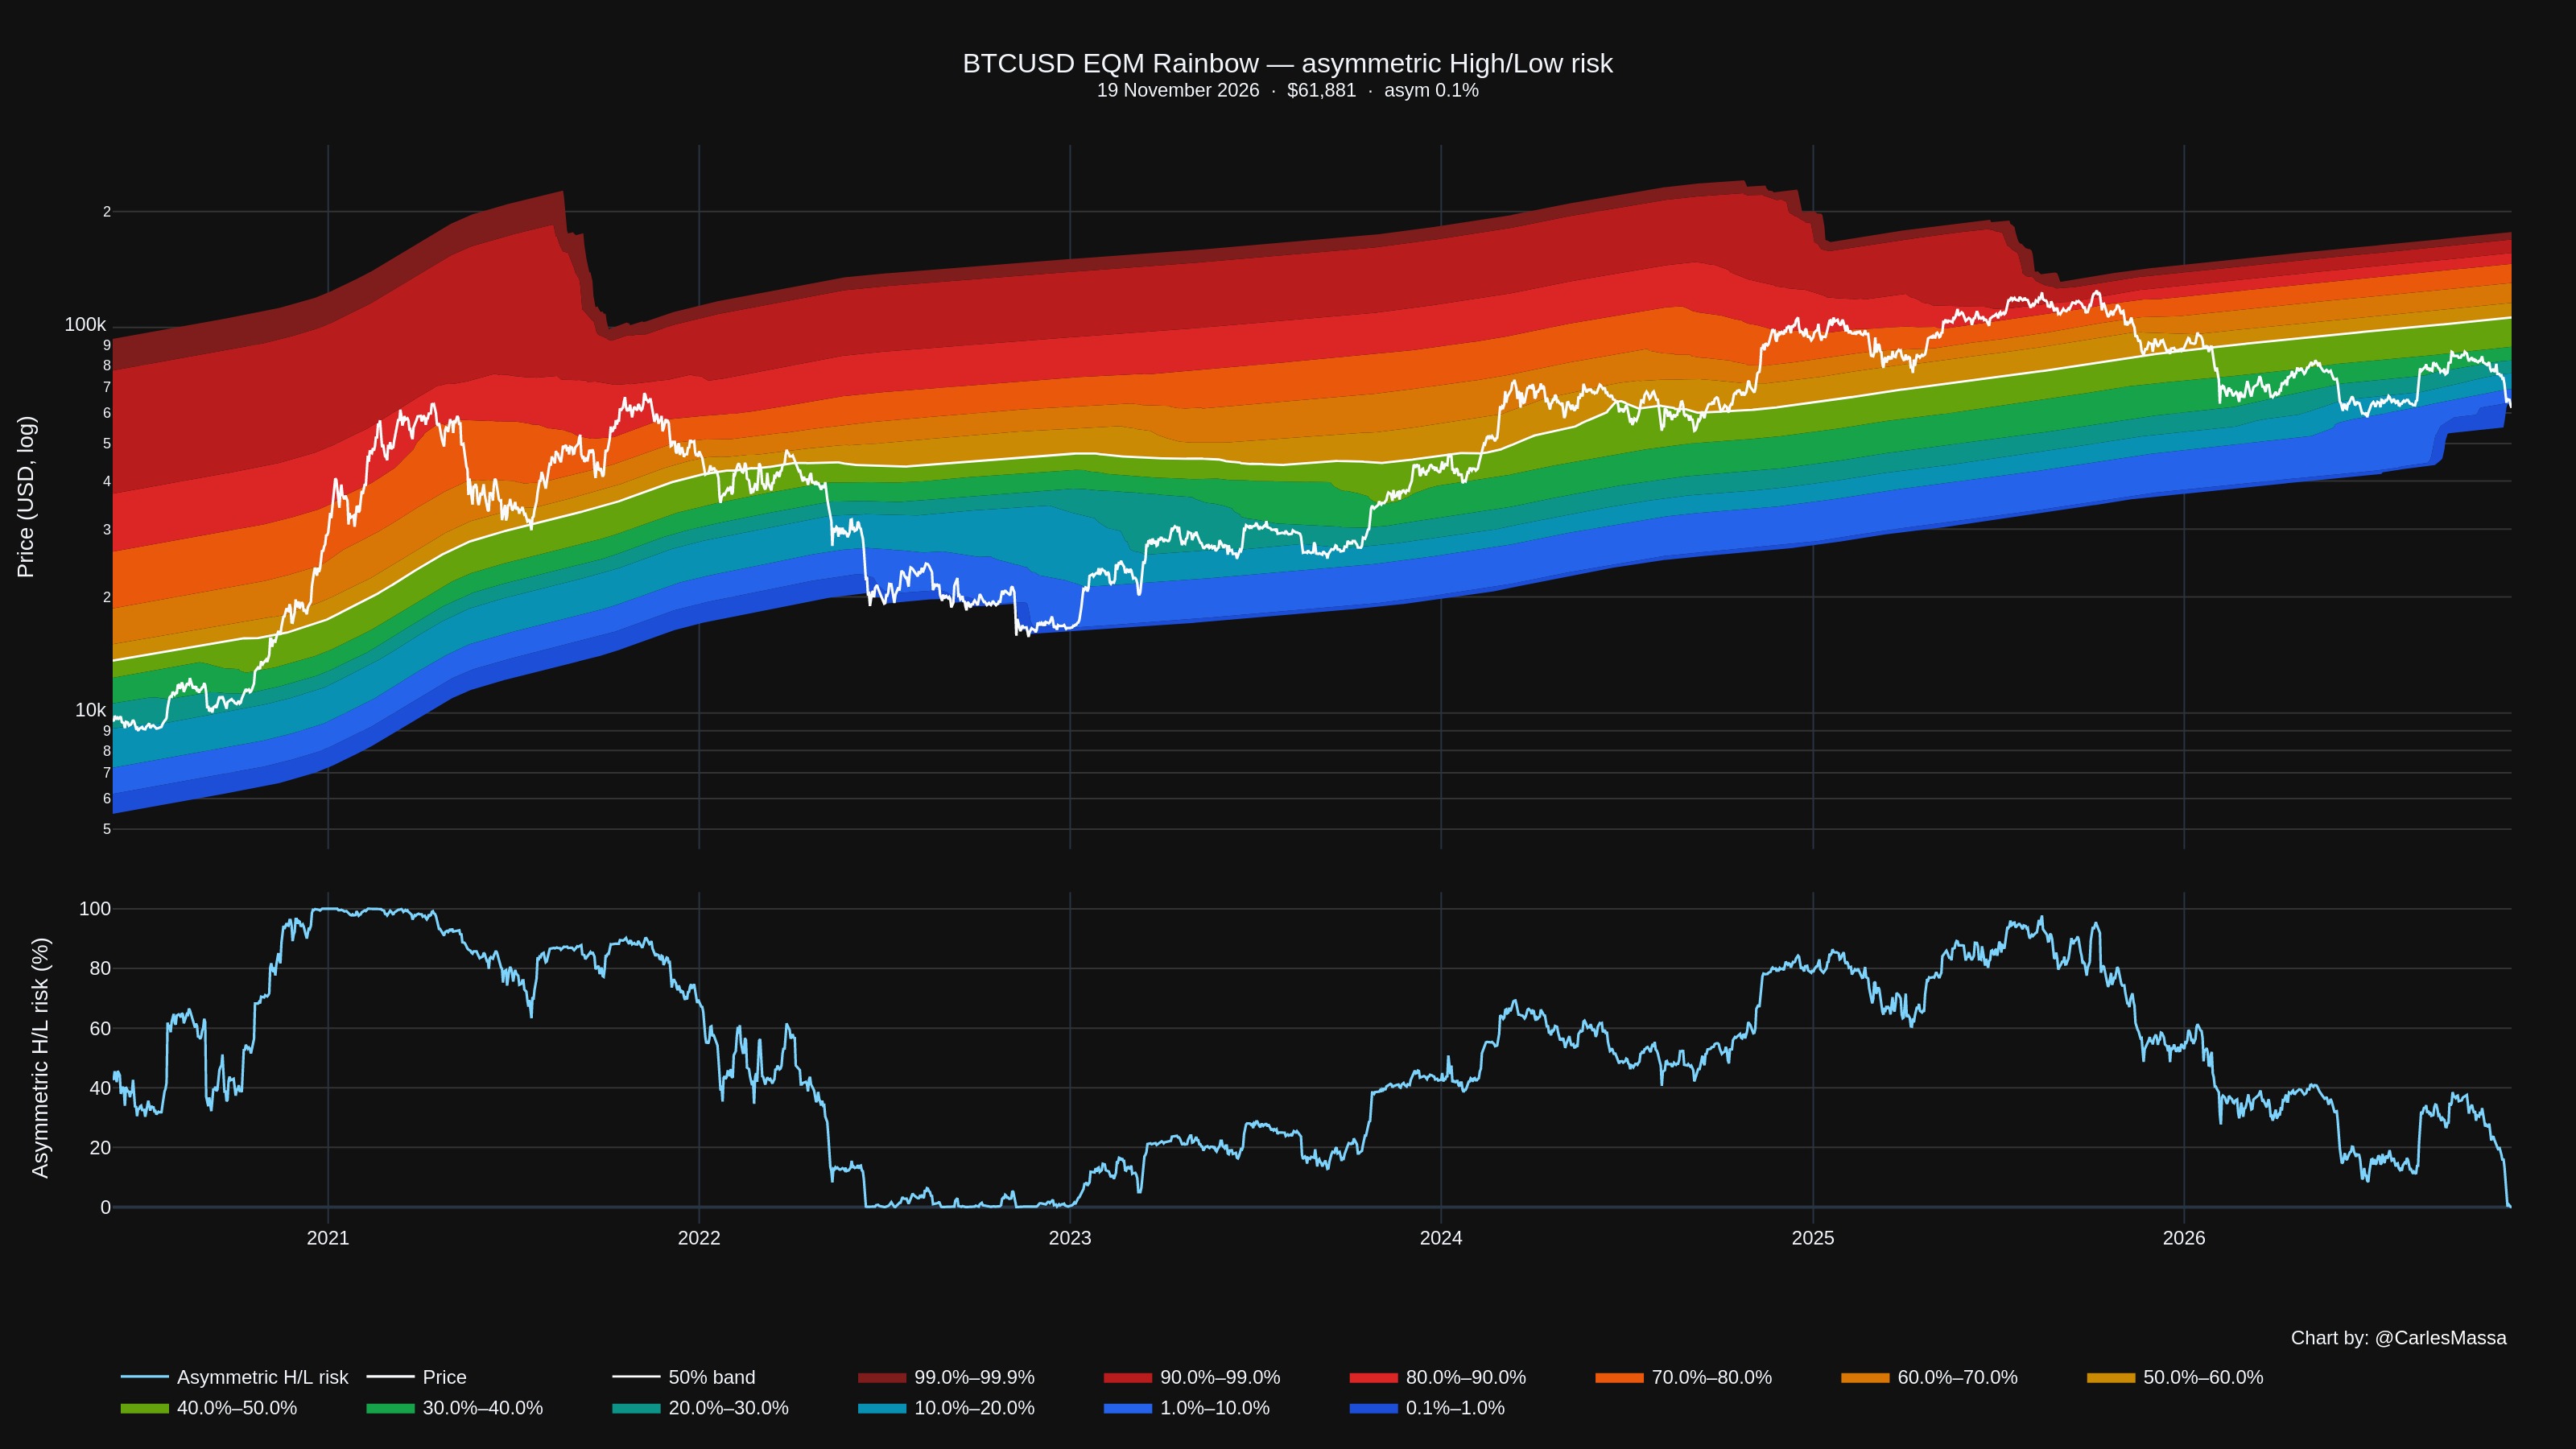 BTCUSD EQM Rainbow — asymmetric High/Low risk
19 November 2026 · $61,881 · asym 0.1%
Price (USD, log)
2
100k
9
8
7
6
5
4
3
2
10k
9
8
7
6
5
Asymmetric H/L risk (%)
100
80
60
40
20
0
2021 2022 2023 2024 2025 2026
Chart by: @CarlesMassa
Asymmetric H/L risk Price 50% band 99.0%–99.9% 90.0%–99.0% 80.0%–90.0% 70.0%–80.0% 60.0%–70.0% 50.0%–60.0%
40.0%–50.0% 30.0%–40.0% 20.0%–30.0% 10.0%–20.0% 1.0%–10.0% 0.1%–1.0%